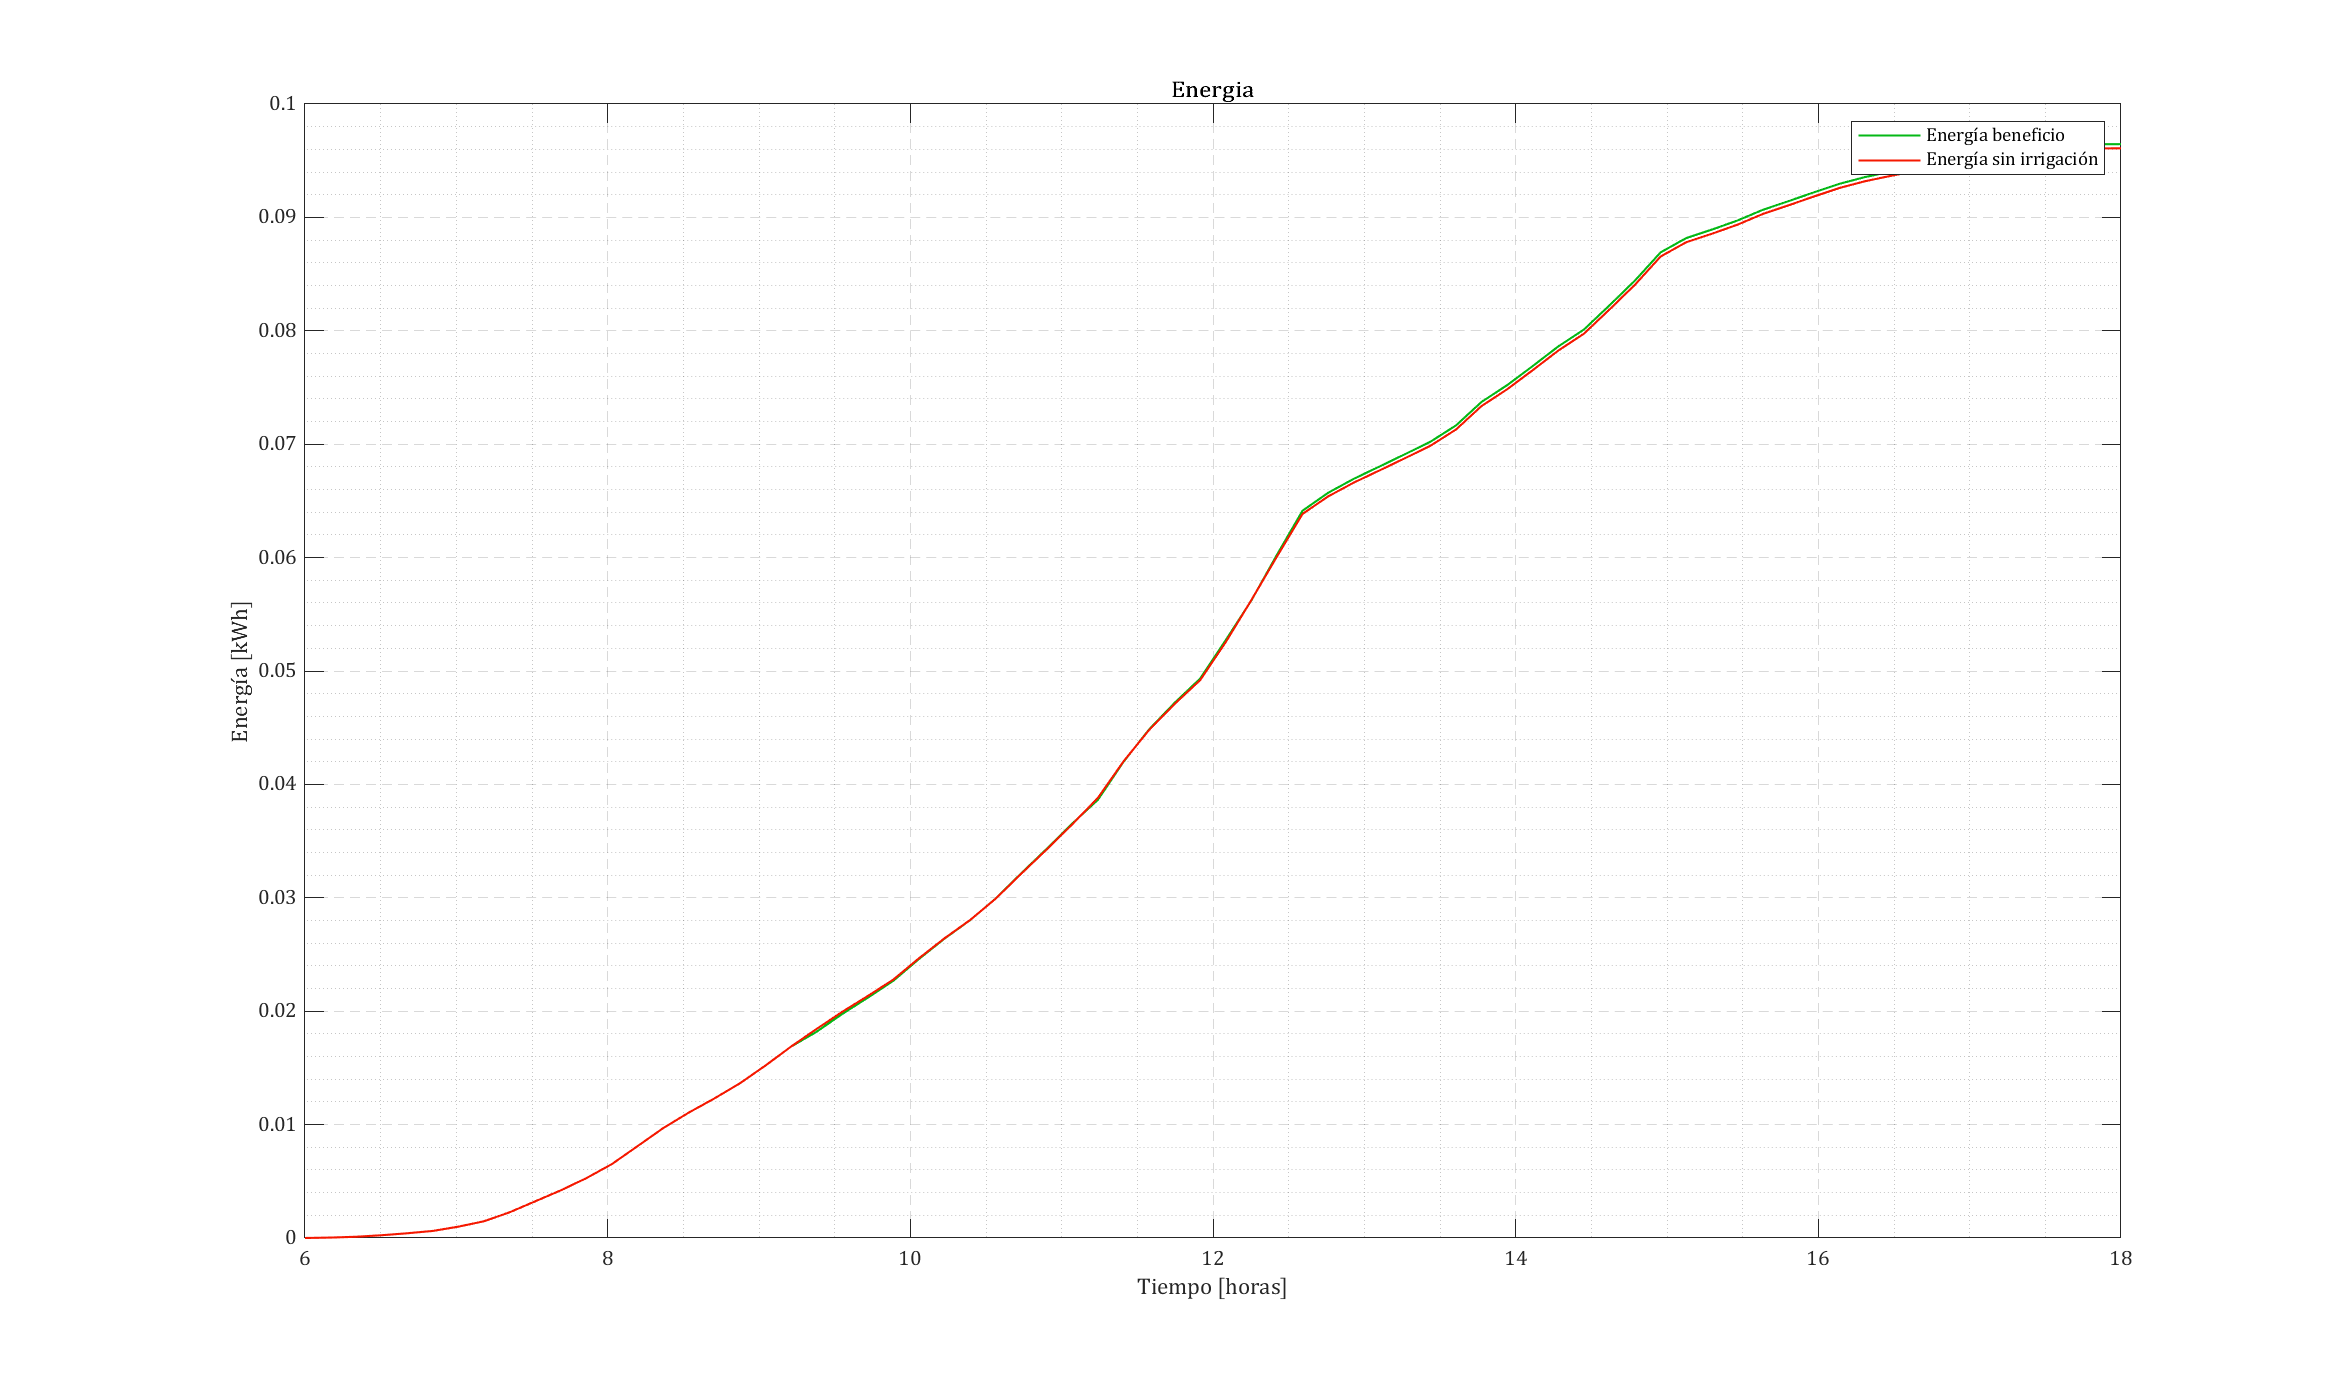 Energia
0.1
0.09
0.08
0.07
0.06
0.05
0.04
0.03
0.02
0.01
0
Energía [kWh]
Energía beneficio
Energía sin irrigación
6 8 10 12 14 16 18
Tiempo [horas]